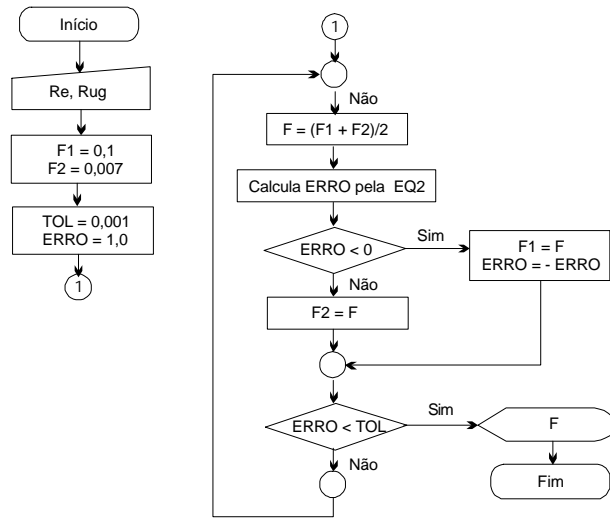 Início
Re, Rug
F1 = 0,1
F2 = 0,007
TOL = 0,001
ERRO = 1,0
1
1
Não
F = (F1 + F2)/2
Calcula ERRO pela EQ2
ERRO < 0
Sim
F1 = F
ERRO = - ERRO
Não
F2 = F
ERRO < TOL
Sim
F
Não
Fim